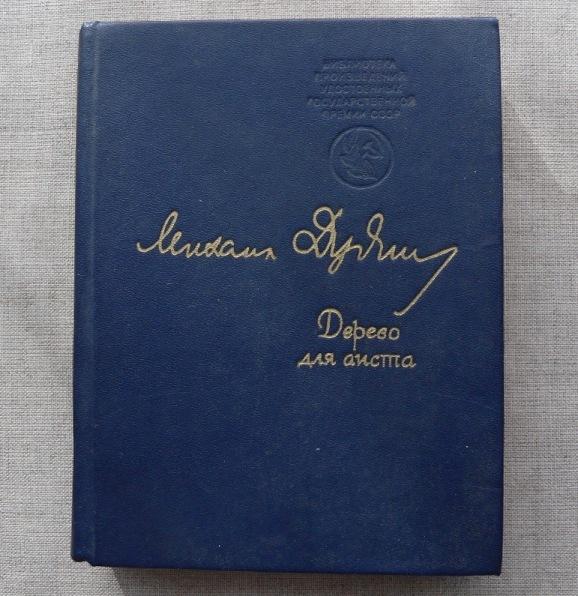 БИБЛИОТЕКА
ПРОИЗВЕДЕНИЙ
УДОСТОЕННЫХ
ГОСУДАРСТВЕННОЙ
ПРЕМИИ СССР
Михаил Дудин
Дерево
для аиста